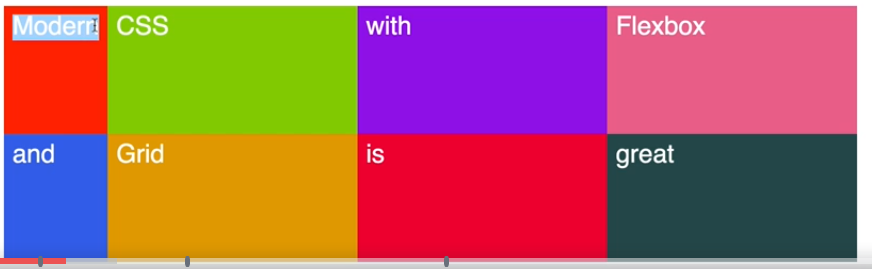 Modern CSS with Flexbox
and Grid is great